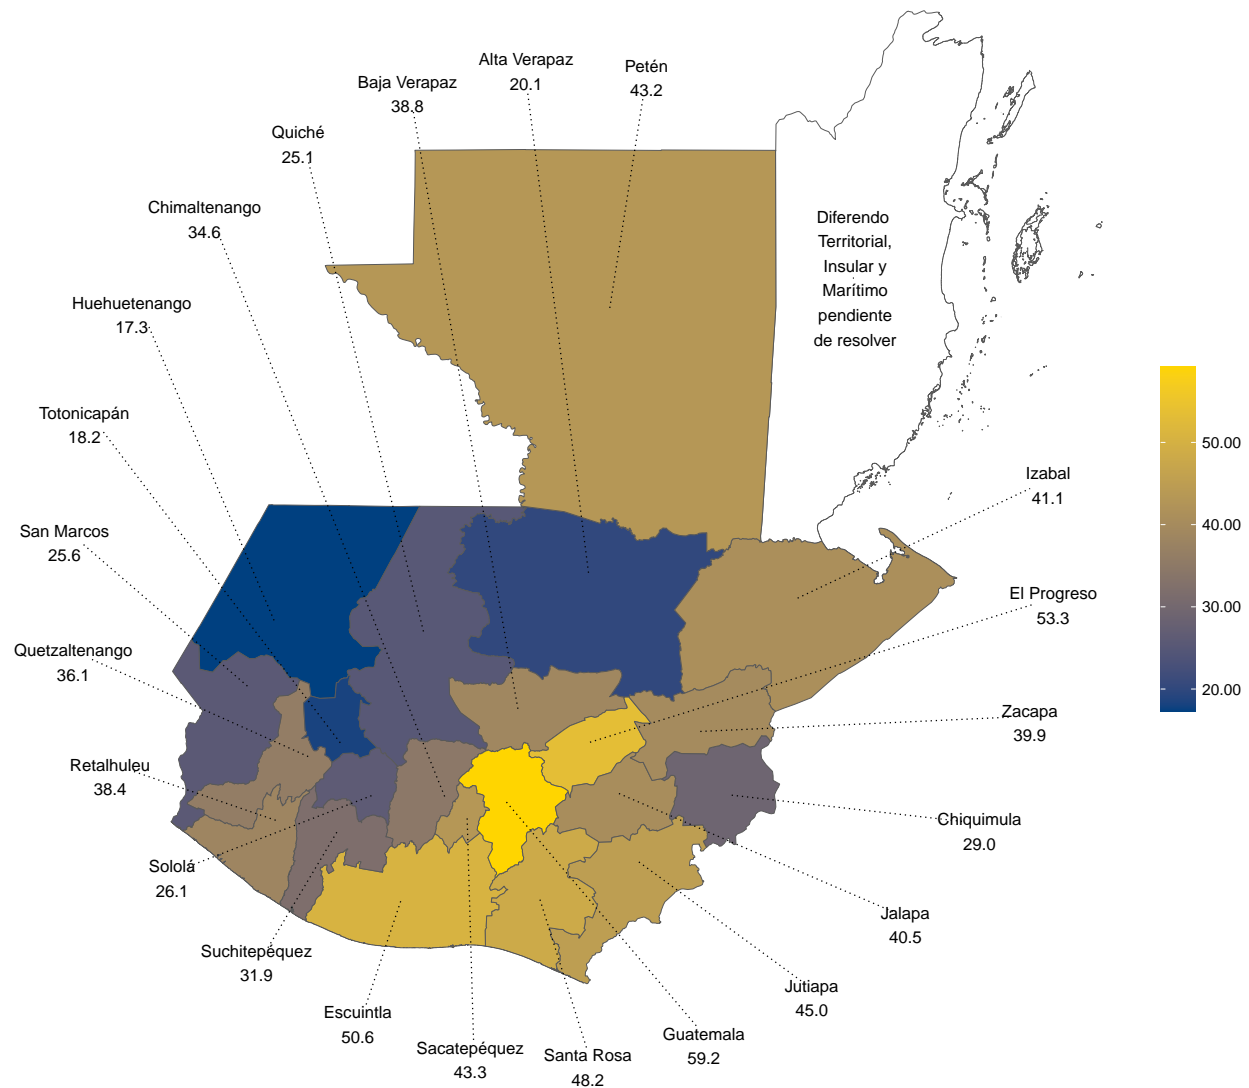 Alta Verapaz
20.1
Petén
43.2
Baja Verapaz
38.8
Quiché
25.1
Chimaltenango
34.6
Diferendo
Territorial,
Insular y
Marítimo
pendiente
de resolver
Huehuetenango
17.3
Totonicapán
18.2
50.00
40.00
30.00
20.00
Izabal
41.1
San Marcos
25.6
El Progreso
53.3
Quetzaltenango
36.1
Zacapa
39.9
Retalhuleu
38.4
Chiquimula
29.0
Sololá
26.1
Jalapa
40.5
Suchitepéquez
31.9
Jutiapa
45.0
Escuintla
50.6
Guatemala
59.2
Sacatepéquez
43.3
Santa Rosa
48.2